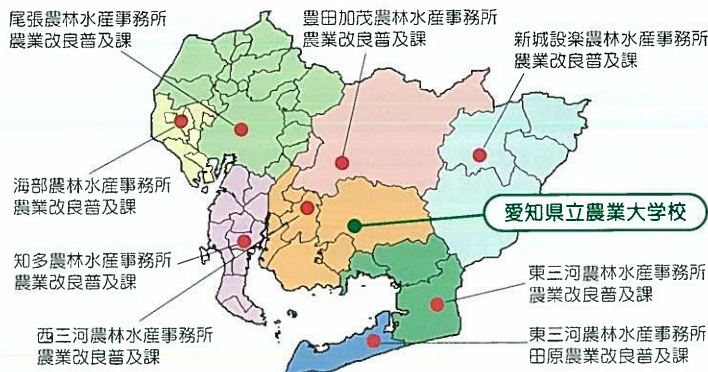 尾張農林水産事務所
農業改良普及課
豊田加茂農林水産事務所
農業改良普及課
新城設楽農林水産事務所
農業改良普及課
海部農林水産事務所
農業改良普及課
愛知県立農業大学校
知多農林水産事務所
農業改良普及課
東三河農林水産事務所
農業改良普及課
西三河農林水産事務所
農業改良普及課
東三河農林水産事務所
田原農業改良普及課